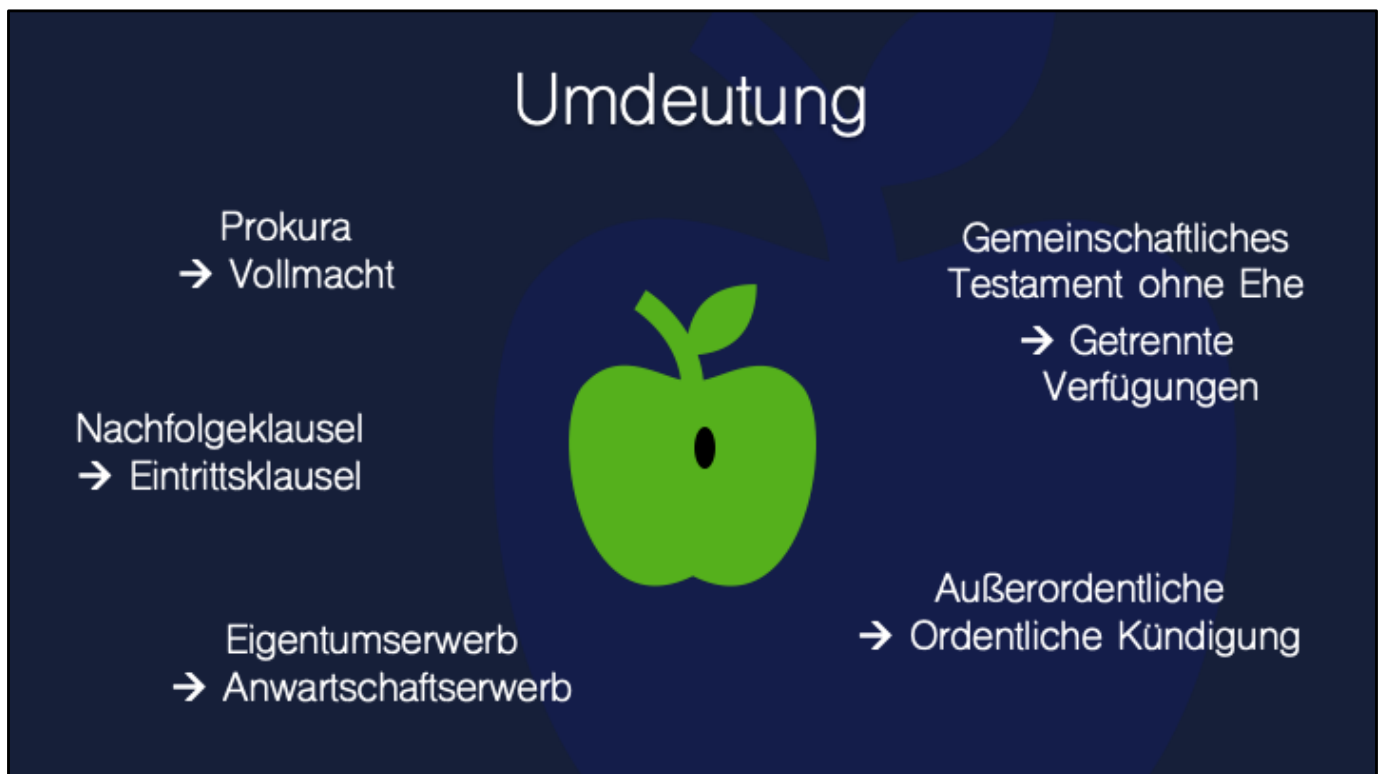 Umdeutung
Prokura
→ Vollmacht
Nachfolgeklausel
→ Eintrittsklausel
Eigentumserwerb
→ Anwartschaftserwerb
Gemeinschaftliches
Testament ohne Ehe
→ Getrennte
Verfügungen
Außerordentliche
→ Ordentliche Kündigung